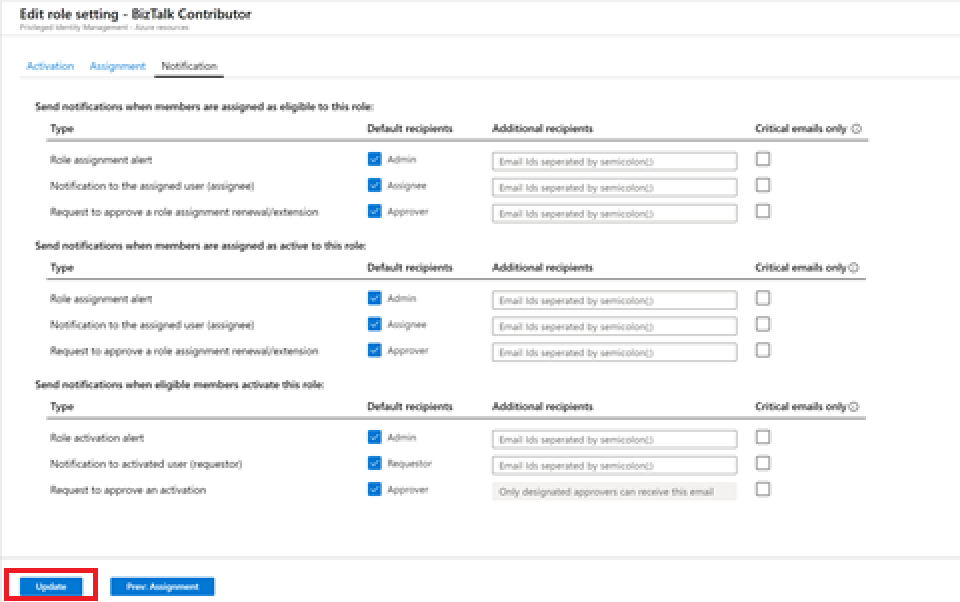 Edit role setting - BizTalk Contributor
Privileged Identity Management - Azure resources
Activation Assignment Notification
Send notifications when members are assigned as eligible to this role:
Type Default recipients Additional recipients Critical emails only
Role assignment alert Admin Email Ids seperated by semicolon(;)
Notification to the assigned user (assignee) Assignee Email Ids seperated by semicolon(;)
Request to approve a role assignment renewal/extension Approver Email Ids seperated by semicolon(;)
Send notifications when members are assigned as active to this role:
Type Default recipients Additional recipients Critical emails only
Role assignment alert Admin Email Ids seperated by semicolon(;)
Notification to the assigned user (assignee) Assignee Email Ids seperated by semicolon(;)
Request to approve a role assignment renewal/extension Approver Email Ids seperated by semicolon(;)
Send notifications when eligible members activate this role:
Type Default recipients Additional recipients Critical emails only
Role activation alert Admin Email Ids seperated by semicolon(;)
Notification to activated user (requestor) Requestor Email Ids seperated by semicolon(;)
Request to approve an activation Approver Only designated approvers can receive this email
Update Prev: Assignment